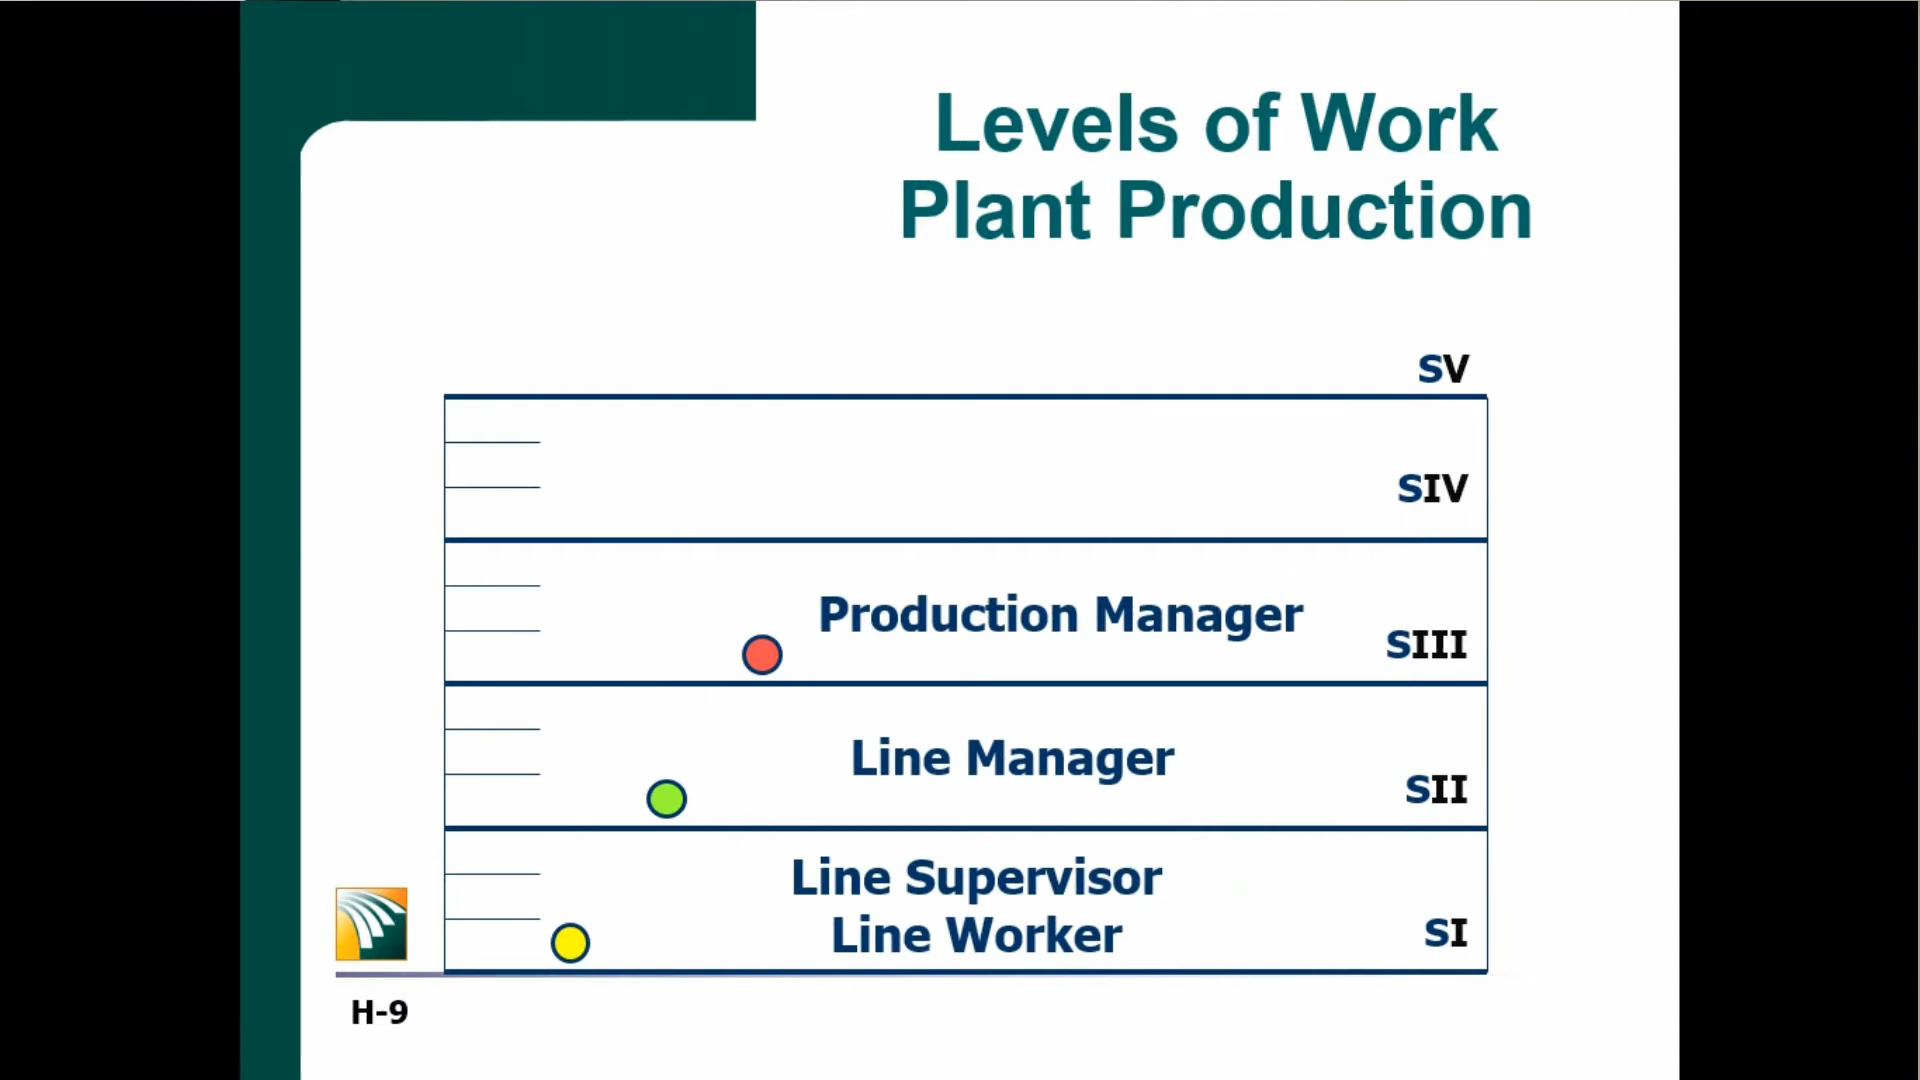 Levels of Work
Plant Production
SV
SIV
Production Manager
SIII
Line Manager
SII
Line Supervisor
Line Worker
SI
H-9